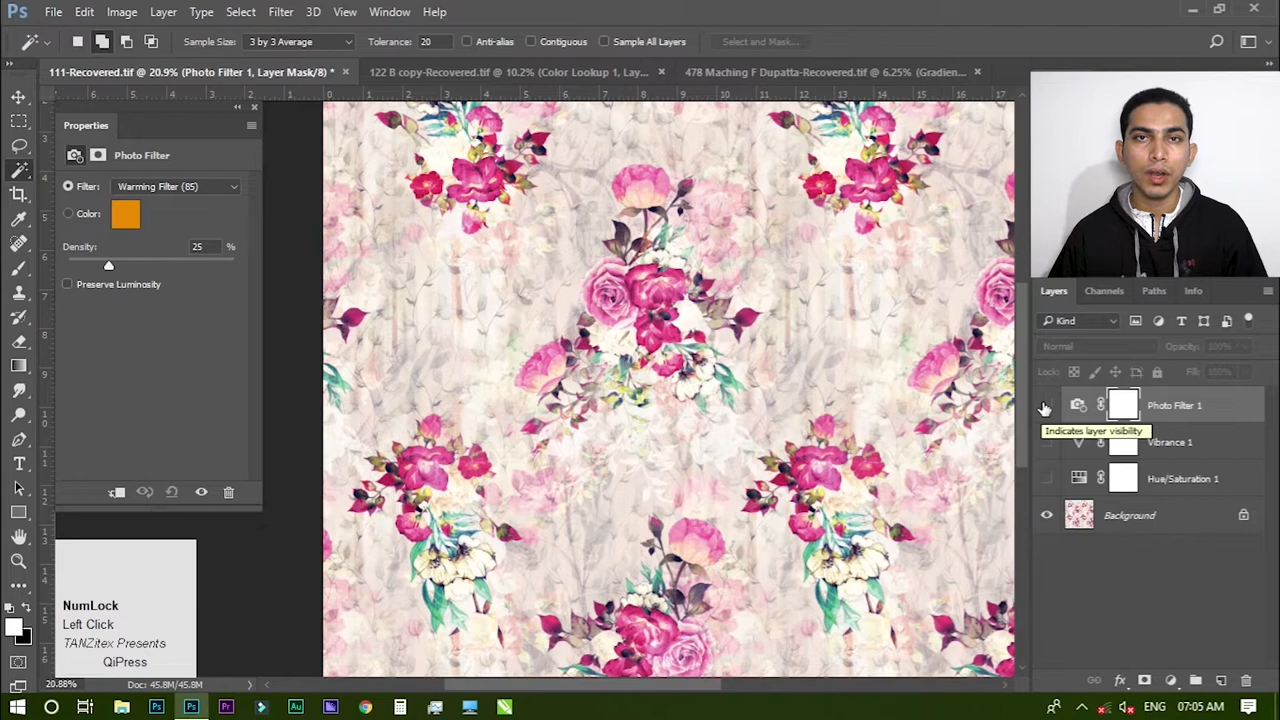 Ps File Edit Image Layer Type Select Filter 3D View Window Help
Sample Size: 3 by 3 Average Tolerance: 20 Anti-alias Contiguous Sample All Layers Select and Mask...
111-Recovered.tif @ 20.9% (Photo Filter 1, Layer Mask/8) * × 122 B copy-Recovered.tif @ 10.2% (Color Lookup 1, Lay... × 478 Maching F Dupatta-Recovered.tif @ 6.25% (Gradien... ×
Properties
Photo Filter
Filter: Warming Filter (85)
Color:
Density: 25 %
Preserve Luminosity
Layers Channels Paths Info
Kind
Normal Opacity: 100%
Lock: Fill: 100%
Photo Filter 1
Indicates layer visibility
Vibrance 1
Hue/Saturation 1
Background
NumLock
Left Click
TANZitex Presents
QiPress
20.88% Doc: 45.8M/45.8M
ENG 07:05 AM